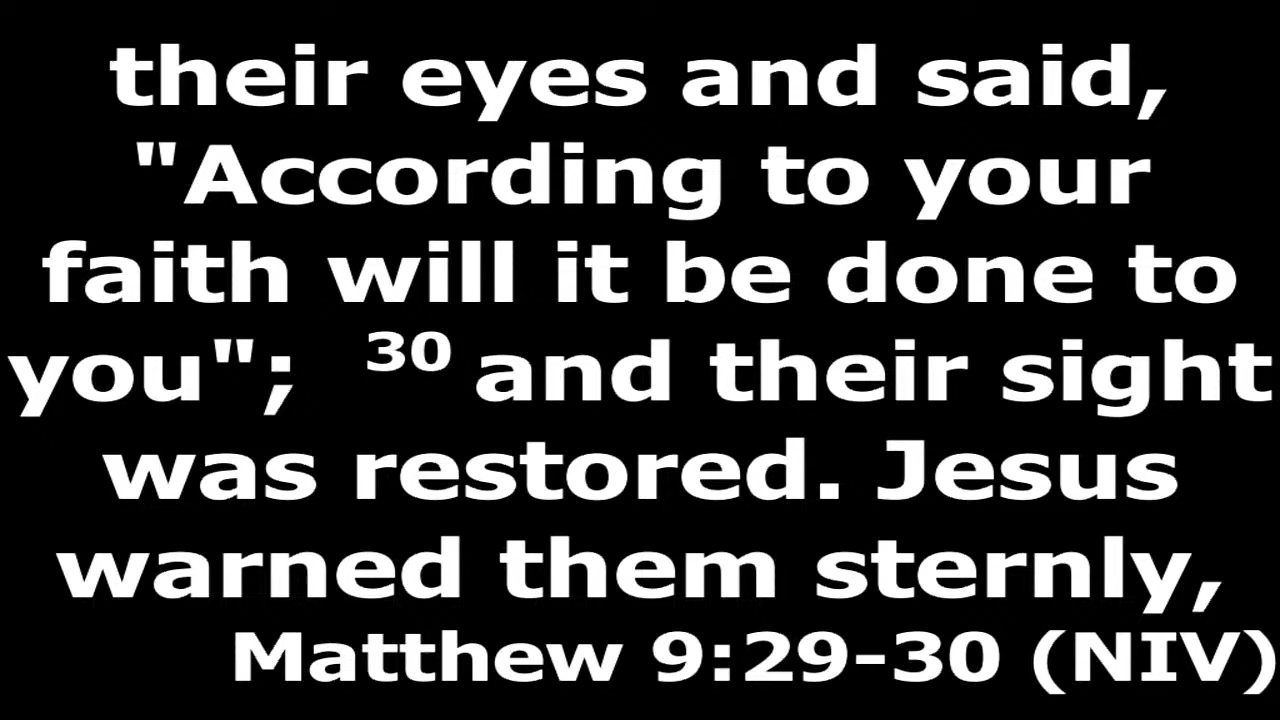 their eyes and said,
"According to your
faith will it be done to
you"; 30 and their sight
was restored. Jesus
warned them sternly,
Matthew 9:29-30 (NIV)